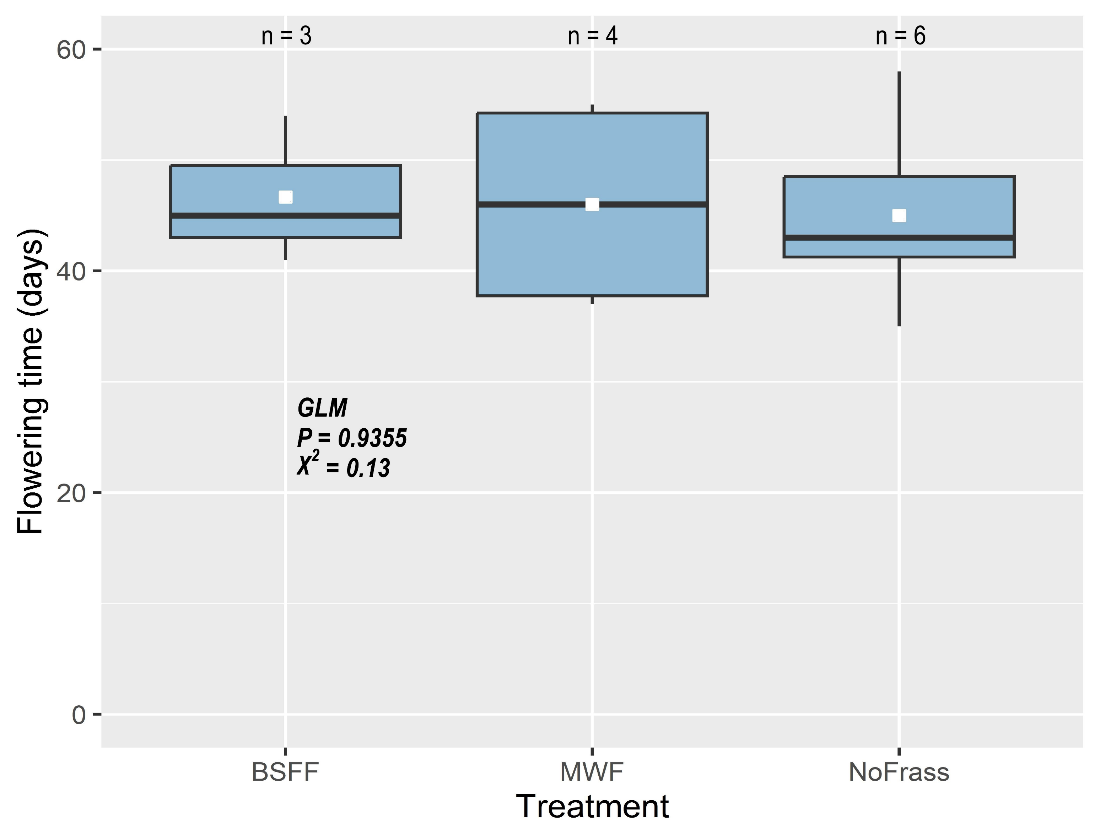 n = 3
n = 4
n = 6
Flowering time (days)
60
40
20
0
GLM
P = 0.9355
X² = 0.13
BSFF
MWF
NoFrass
Treatment